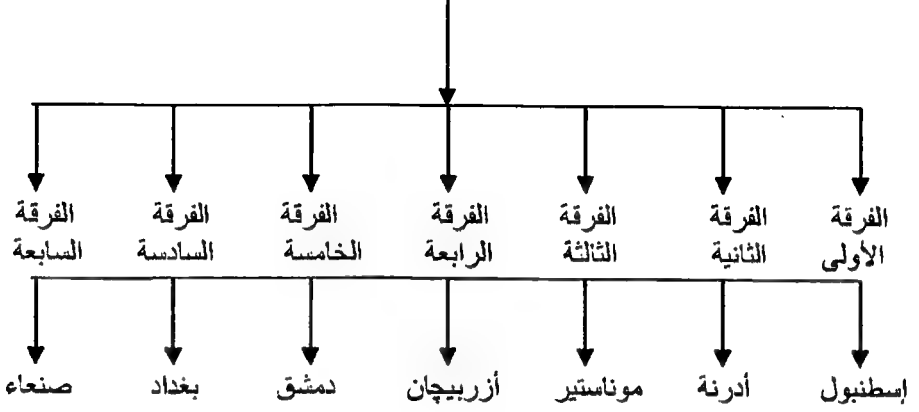 الفرقة الفرقة الفرقة الفرقة الفرقة الفرقة الفرقة
الأولى الثانية الثالثة الرابعة الخامسة السادسة السابعة
إسطنبول أدرنة موناستير أزربيچان دمشق بغداد صنعاء